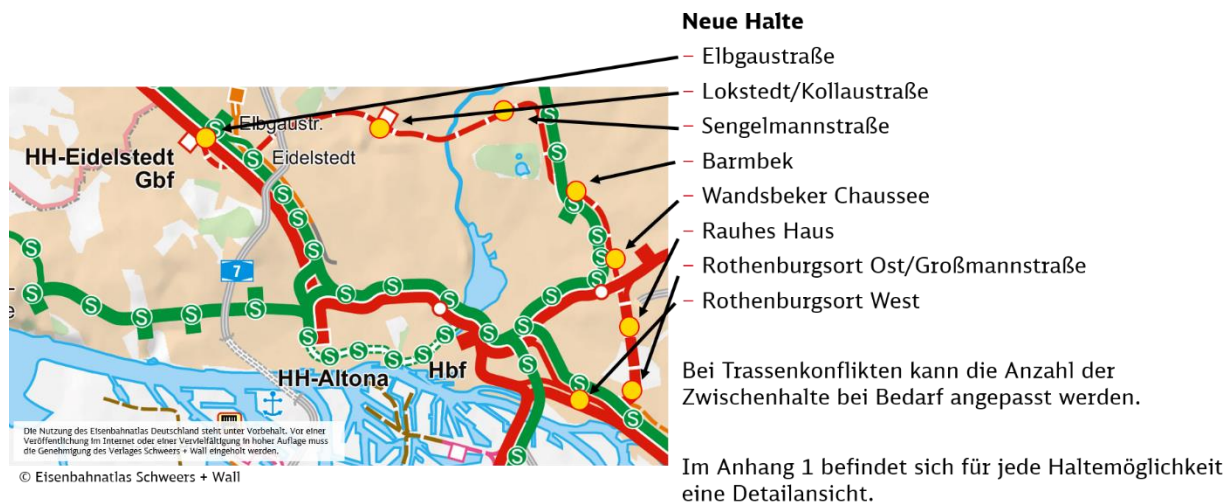 Neue Halte
– Elbgaustraße
– Lokstedt/Kollaustraße
– Sengelmannstraße
– Barmbek
– Wandsbeker Chaussee
– Rauhes Haus
– Rothenburgsort Ost/Großmannstraße
– Rothenburgsort West
Bei Trassenkonflikten kann die Anzahl der
Zwischenhalte bei Bedarf angepasst werden.
Im Anhang 1 befindet sich für jede Haltemöglichkeit
eine Detailansicht.
Elbgaustr.
HH-Eidelstedt
Gbf
Eidelstedt
7
HH-Altona
Hbf
Die Nutzung des Eisenbahnatlas Deutschland steht unter Vorbehalt. Vor einer
Veröffentlichung im Internet oder einer Vervielfältigung in hoher Auflage muss
die Genehmigung des Verlages Schweers + Wall eingeholt werden.
© Eisenbahnatlas Schweers + Wall